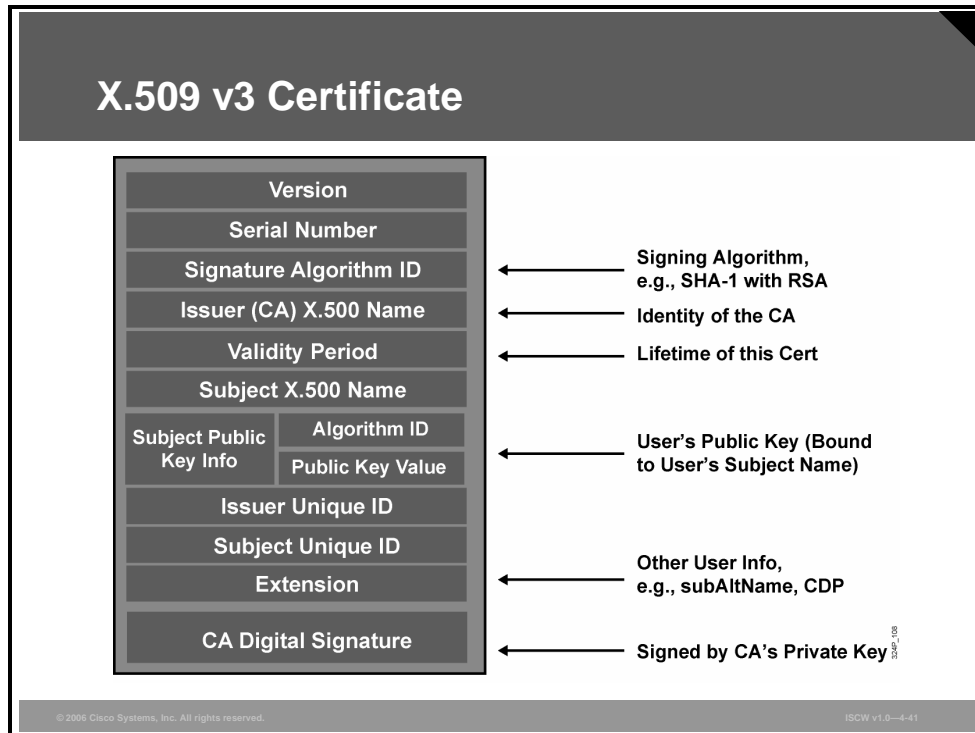 X.509 v3 Certificate
Version
Serial Number
Signature Algorithm ID
Issuer (CA) X.500 Name
Validity Period
Subject X.500 Name
Subject Public
Key Info
Algorithm ID
Public Key Value
Issuer Unique ID
Subject Unique ID
Extension
CA Digital Signature
Signing Algorithm,
e.g., SHA-1 with RSA
Identity of the CA
Lifetime of this Cert
User's Public Key (Bound
to User's Subject Name)
Other User Info,
e.g., subAltName, CDP
Signed by CA's Private Key
324P_108
© 2006 Cisco Systems, Inc. All rights reserved.
ISCW v1.0—4-41